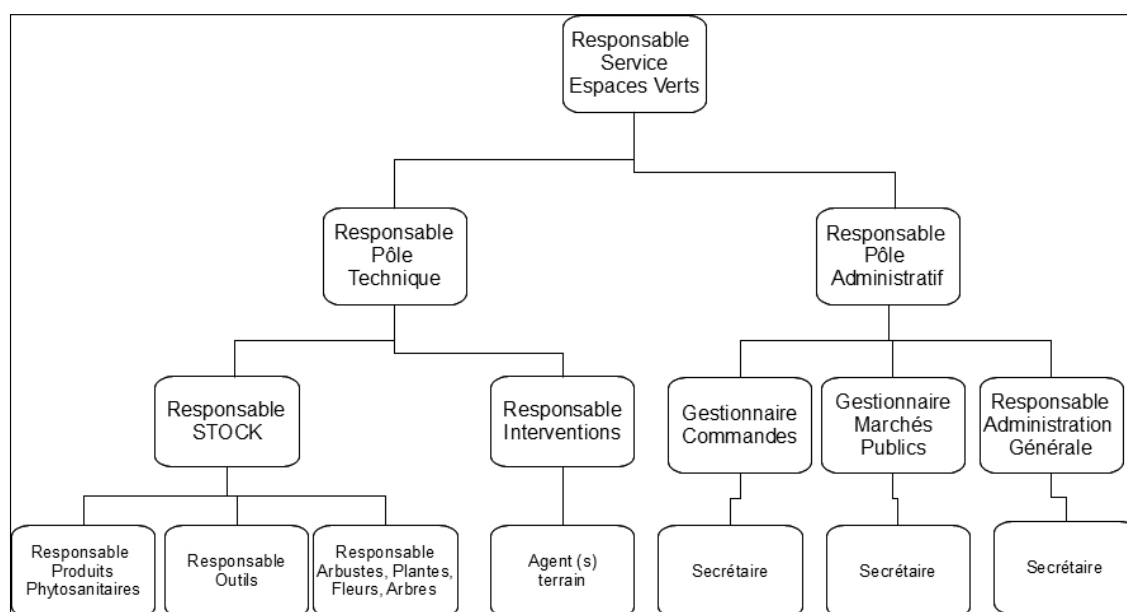 Responsable
Service
Espaces Verts
Responsable
Pôle
Technique
Responsable
Pôle
Administratif
Responsable
STOCK
Responsable
Interventions
Gestionnaire
Commandes
Gestionnaire
Marchés
Publics
Responsable
Administration
Générale
Responsable
Produits
Phytosanitaires
Responsable
Outils
Responsable
Arbustes, Plantes,
Fleurs, Arbres
Agent (s)
terrain
Secrétaire
Secrétaire
Secrétaire